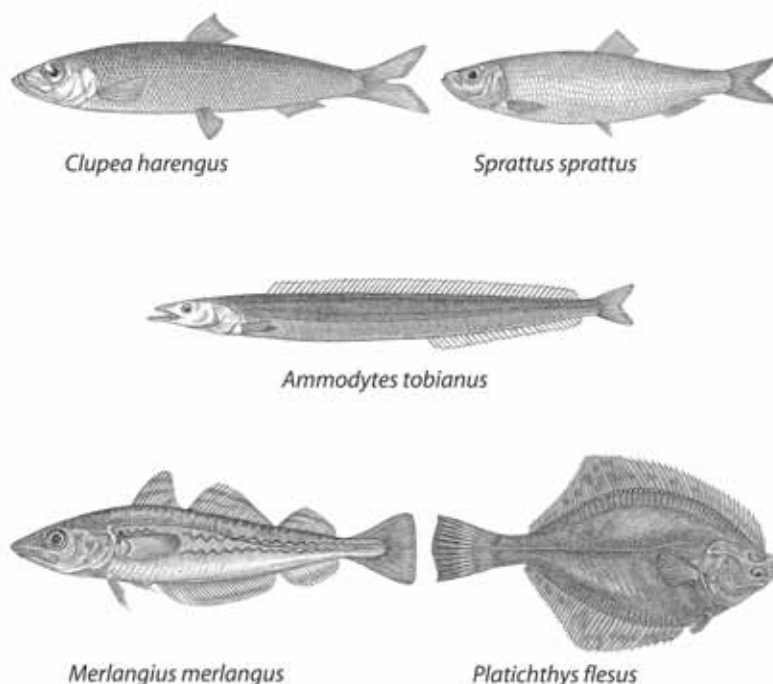 Clupea harengus
Sprattus sprattus
Ammodytes tobianus
Merlangius merlangus
Platichthys flesus